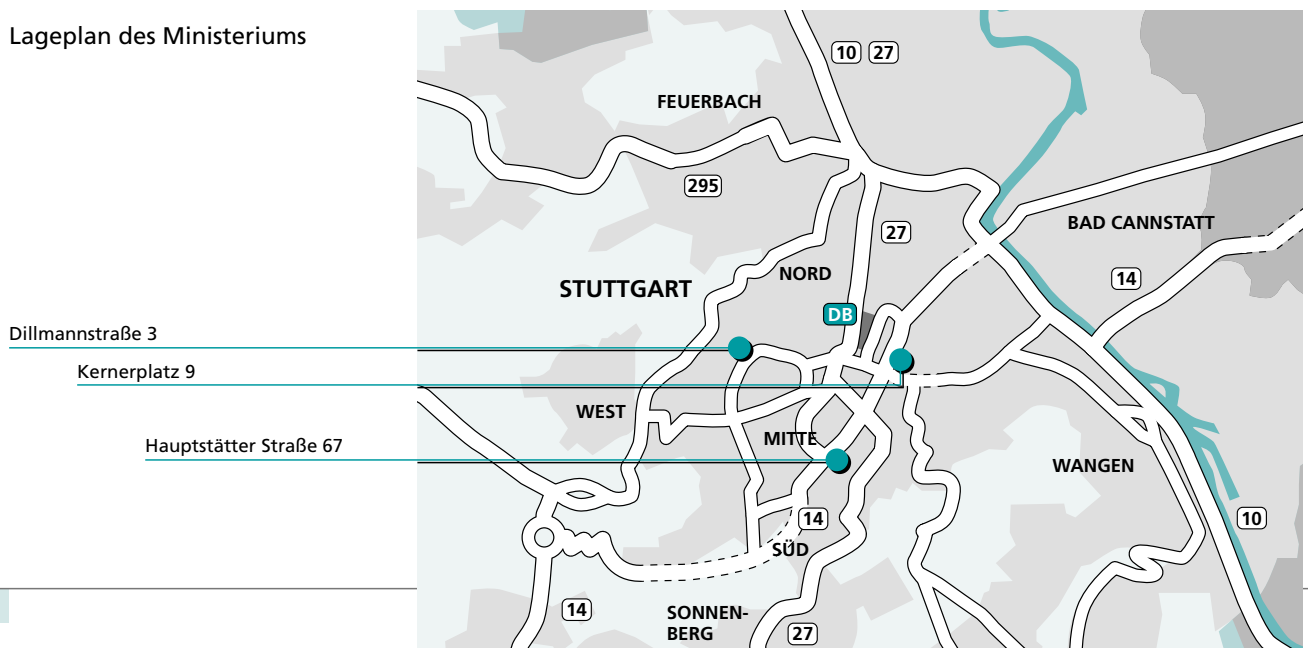 Lageplan des Ministeriums
10 27
FEUERBACH
295
27
BAD CANNSTATT
NORD
14
STUTTGART
DB
Dillmannstraße 3
Kernerplatz 9
WEST
MITTE
Hauptstätter Straße 67
WANGEN
14
10
SÜD
14
SONNEN-
BERG
27